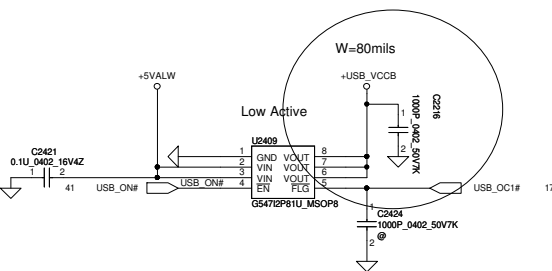 W=80mils
+5VALW
+USB_VCCB
C2216
1000P_0402_50V7K
1
2
Low Active
U2409
C2421
0.1U_0402_16V4Z
1 2
1 GND VOUT 8
2 VIN VOUT 7
3 VIN VOUT 6
4 EN FLG 5
41 USB_ON# USB_ON#
USB_OC1# 17
G547I2P81U_MSOP8
C2424
1000P_0402_50V7K
@
1
2